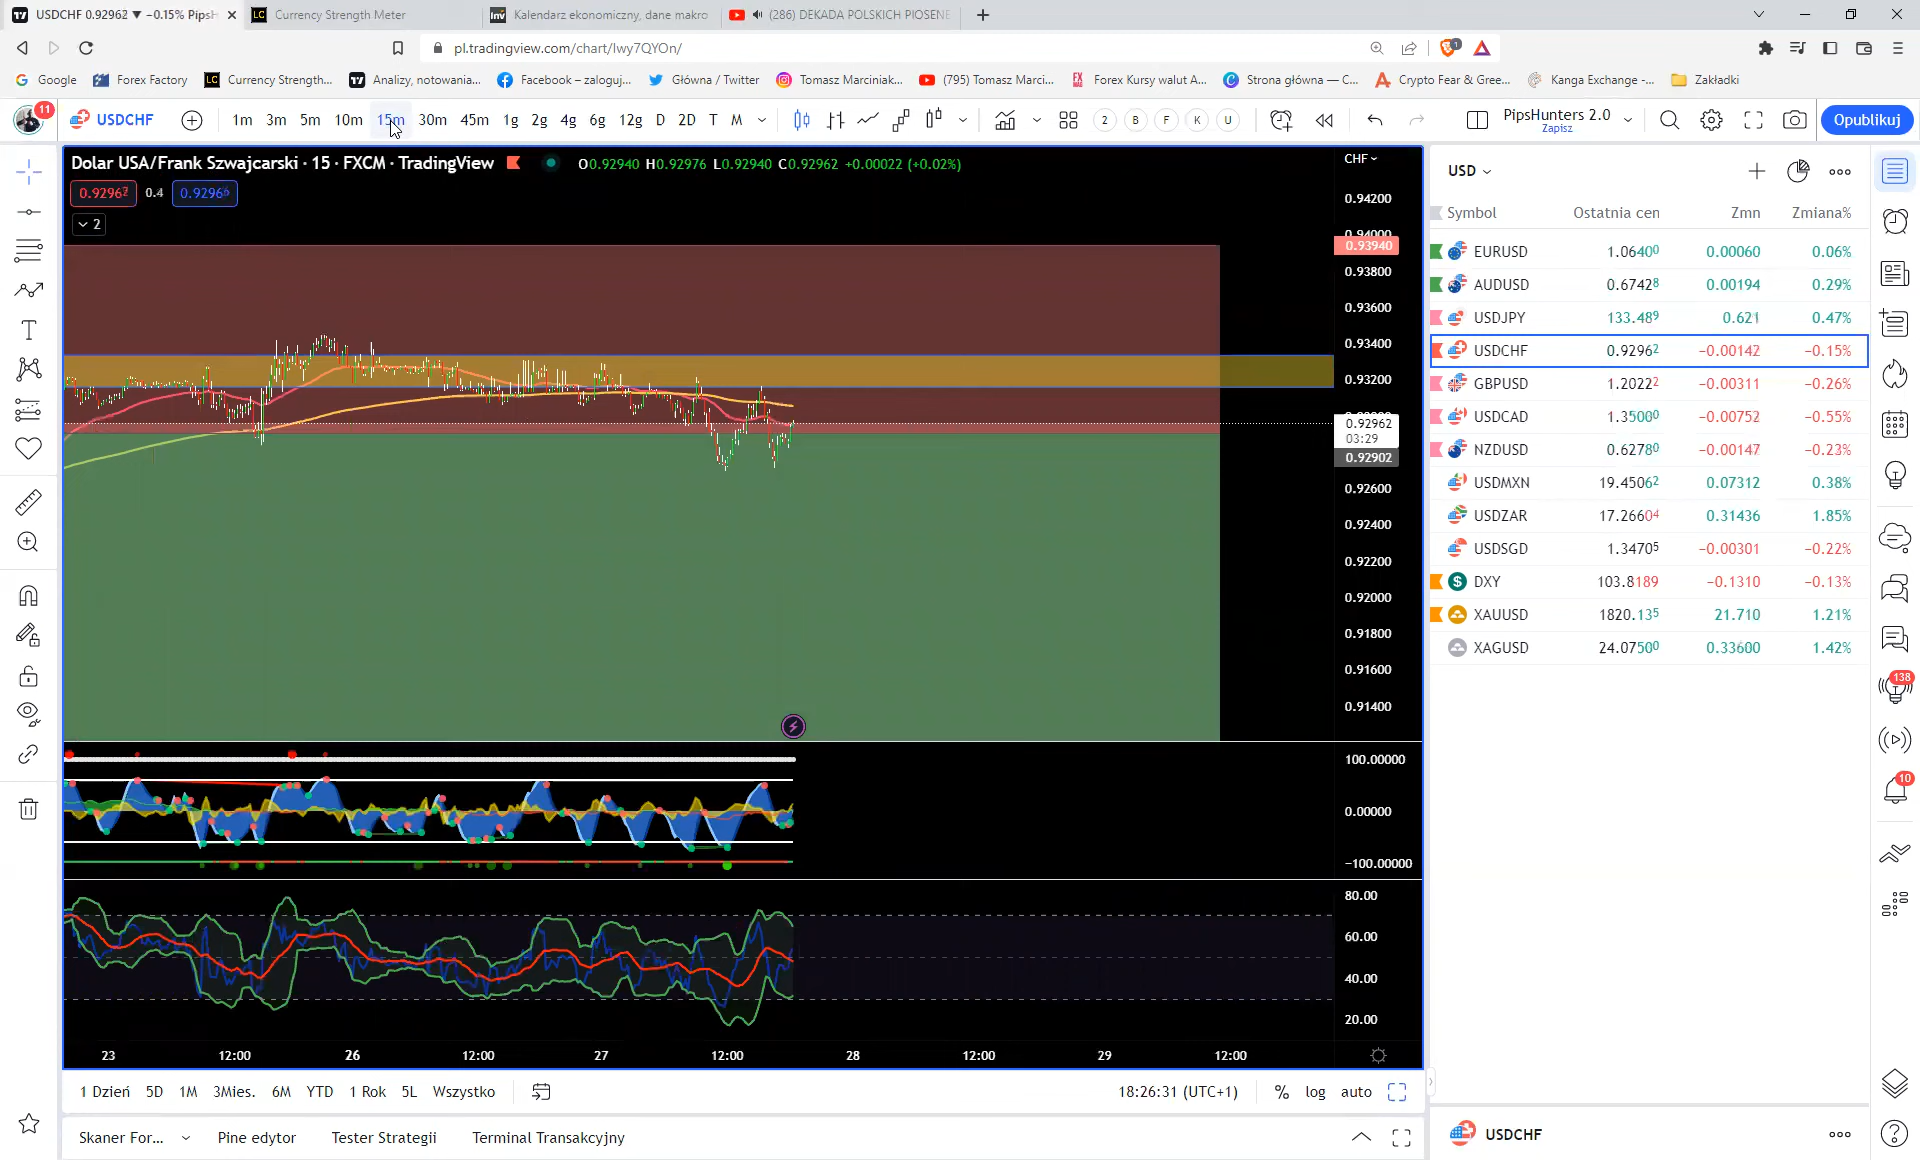 USDCHF 0.92962 ▼ −0.15% PipsH
Currency Strength Meter
Kalendarz ekonomiczny, dane makro
(286) DEKADA POLSKICH PIOSENE
pl.tradingview.com/chart/lwy7QYOn/
Google
Forex Factory
Currency Strength...
Analizy, notowania...
Facebook – zaloguj...
Główna / Twitter
Tomasz Marciniak...
(795) Tomasz Marci...
Forex Kursy walut A...
Strona główna — C...
Crypto Fear & Gree...
Kanga Exchange -...
Zakładki
11
USDCHF
1m 3m 5m 10m 15m 30m 45m 1g 2g 4g 6g 12g D 2D T M
2 B F K U
PipsHunters 2.0
Zapisz
Opublikuj
Dolar USA/Frank Szwajcarski · 15 · FXCM · TradingView
O0.92940 H0.92976 L0.92940 C0.92962 +0.00022 (+0.02%)
0.92962 0.4 0.92966
2
CHF
0.94200
0.94000
0.93940
0.93800
0.93600
0.93400
0.93200
0.92962
03:29
0.92902
0.92600
0.92400
0.92200
0.92000
0.91800
0.91600
0.91400
100.00000
0.00000
−100.00000
80.00
60.00
40.00
20.00
23 12:00 26 12:00 27 12:00 28 12:00 29 12:00
1 Dzień 5D 1M 3Mies. 6M YTD 1 Rok 5L Wszystko
18:26:31 (UTC+1) % log auto
Skaner For... Pine edytor Tester Strategii Terminal Transakcyjny
USD
Symbol Ostatnia cen Zmn Zmiana%
EURUSD 1.06400 0.00060 0.06%
AUDUSD 0.67428 0.00194 0.29%
USDJPY 133.489 0.621 0.47%
USDCHF 0.92962 −0.00142 −0.15%
GBPUSD 1.20222 −0.00311 −0.26%
USDCAD 1.35000 −0.00752 −0.55%
NZDUSD 0.62780 −0.00147 −0.23%
USDMXN 19.45062 0.07312 0.38%
USDZAR 17.26604 0.31436 1.85%
USDSGD 1.34705 −0.00301 −0.22%
DXY 103.8189 −0.1310 −0.13%
XAUUSD 1820.135 21.710 1.21%
XAGUSD 24.07500 0.33600 1.42%
138
10
USDCHF